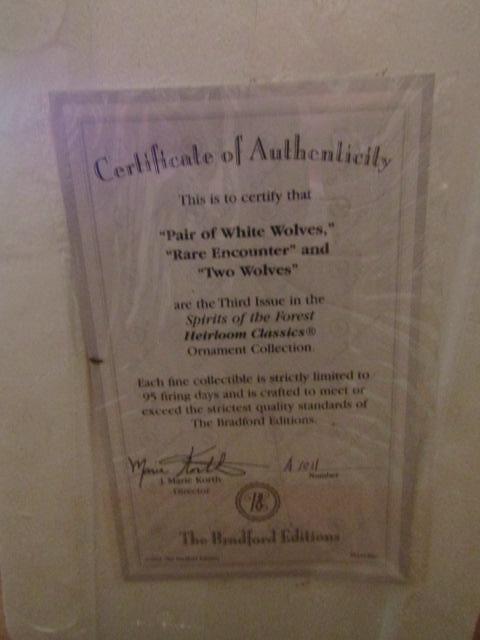 Certificate of Authenticity
This is to certify that
"Pair of White Wolves,"
"Rare Encounter" and
"Two Wolves"
are the Third Issue in the
Spirits of the Forest
Heirloom Classics®
Ornament Collection.
Each fine collectible is strictly limited to
95 firing days and is crafted to meet or
exceed the strictest quality standards of
The Bradford Editions.
Marie Korth
J. Marie Korth
Number
Director
The Bradford Editions